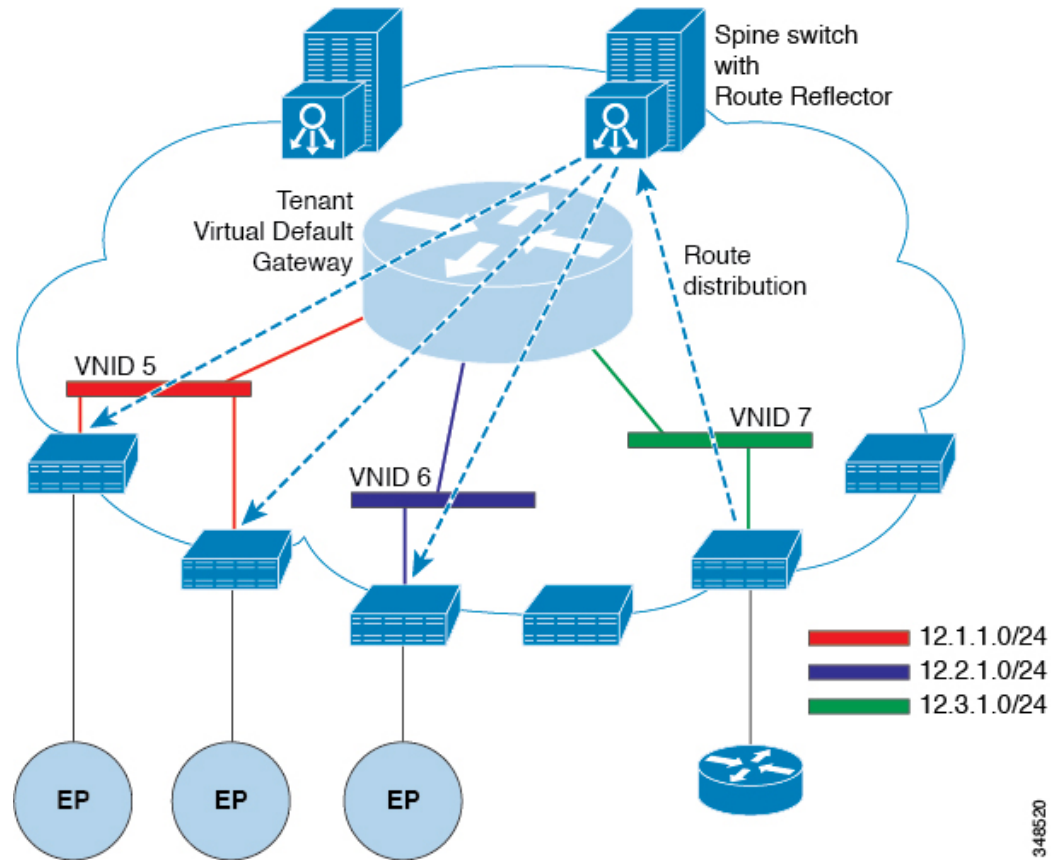 Spine switch
with
Route Reflector
Tenant
Virtual Default
Gateway
Route
distribution
VNID 5
VNID 7
VNID 6
12.1.1.0/24
12.2.1.0/24
12.3.1.0/24
EP
EP
EP
348520